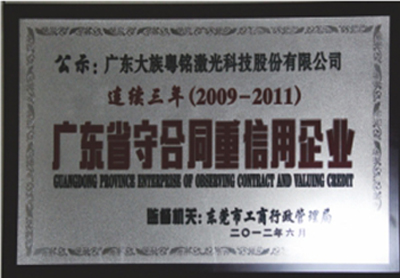 公示：广东大族粤铭激光科技股份有限公司
连续三年(2009-2011)
广东省守合同重信用企业
GUANGDONG PROVINCE ENTERPRISE OF OBSERVING CONTRACT AND VALUING CREDIT
监督机关：东莞市工商行政管理局
二〇一二年六月